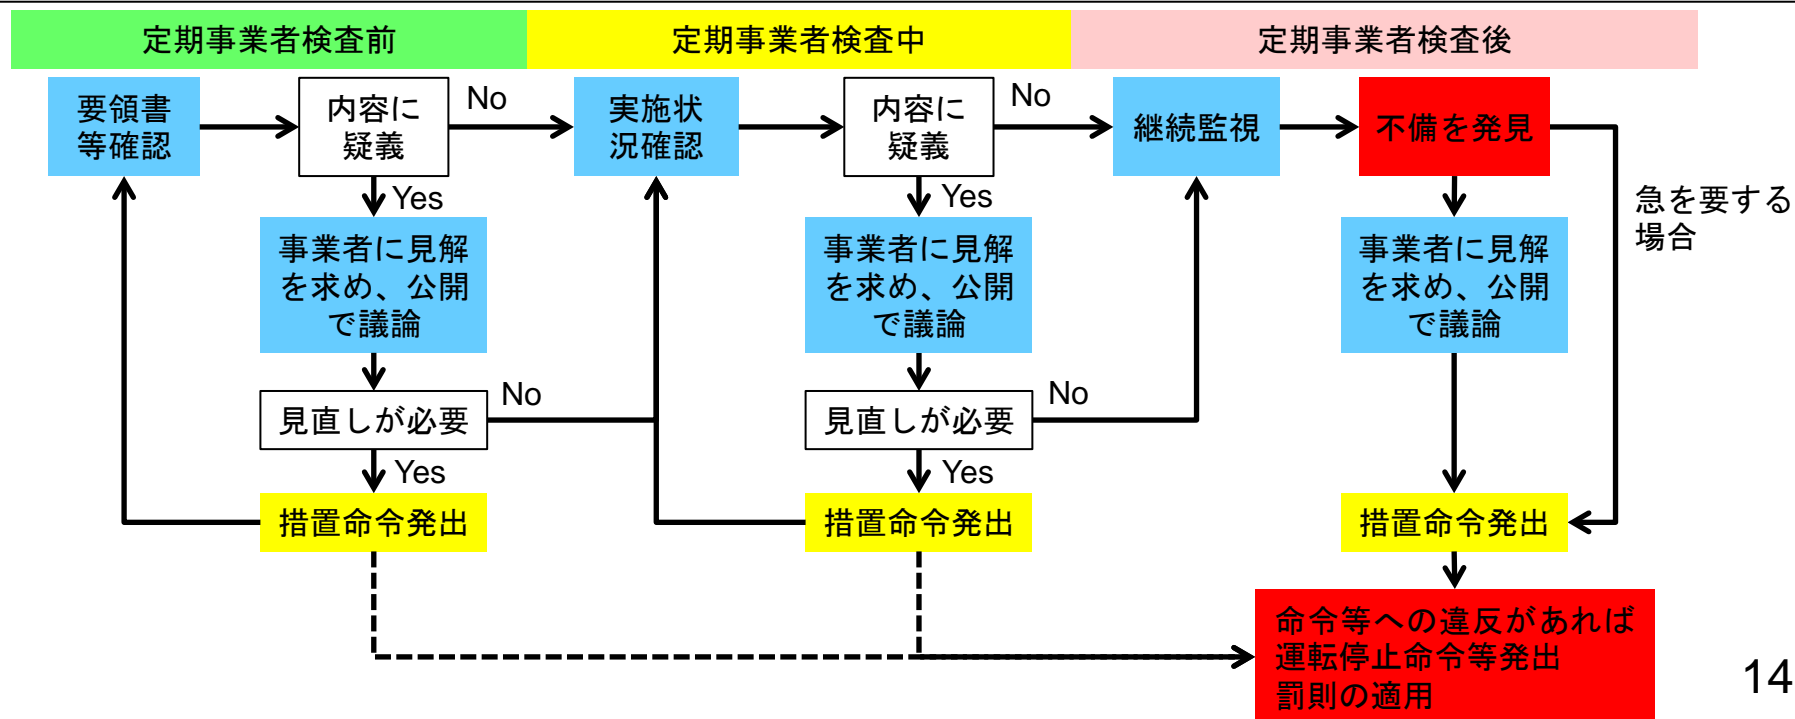 定期事業者検査前
定期事業者検査中
定期事業者検査後
要領書
等確認
内容に
疑義
No
実施状
況確認
内容に
疑義
No
継続監視
不備を発見
Yes
Yes
急を要する
場合
事業者に見解
を求め、公開
で議論
事業者に見解
を求め、公開
で議論
事業者に見解
を求め、公開
で議論
見直しが必要
No
見直しが必要
No
Yes
Yes
措置命令発出
措置命令発出
措置命令発出
命令等への違反があれば
運転停止命令等発出
罰則の適用
14